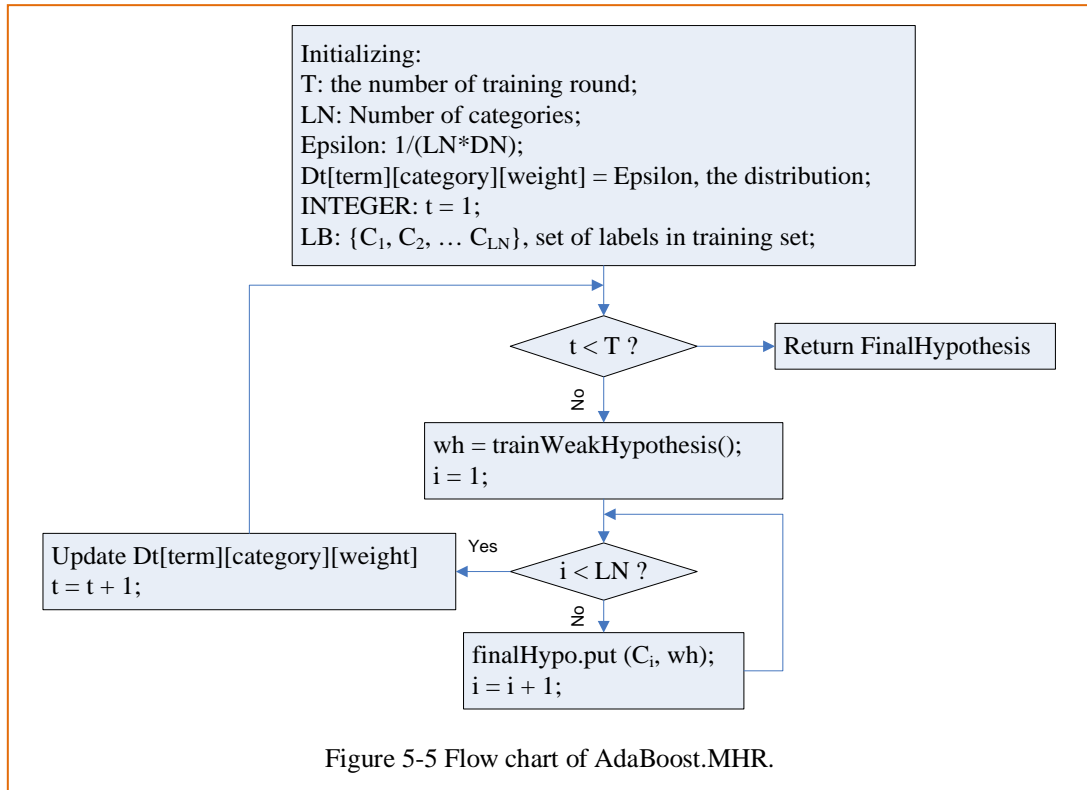 Initializing:
T: the number of training round;
LN: Number of categories;
Epsilon: 1/(LN*DN);
Dt[term][category][weight] = Epsilon, the distribution;
INTEGER: t = 1;
LB: {C₁, C₂, … C_LN}, set of labels in training set;
t < T ?
Return FinalHypothesis
No
wh = trainWeakHypothesis();
i = 1;
Update Dt[term][category][weight]
t = t + 1;
Yes
i < LN ?
No
finalHypo.put (Cᵢ, wh);
i = i + 1;
Figure 5-5 Flow chart of AdaBoost.MHR.